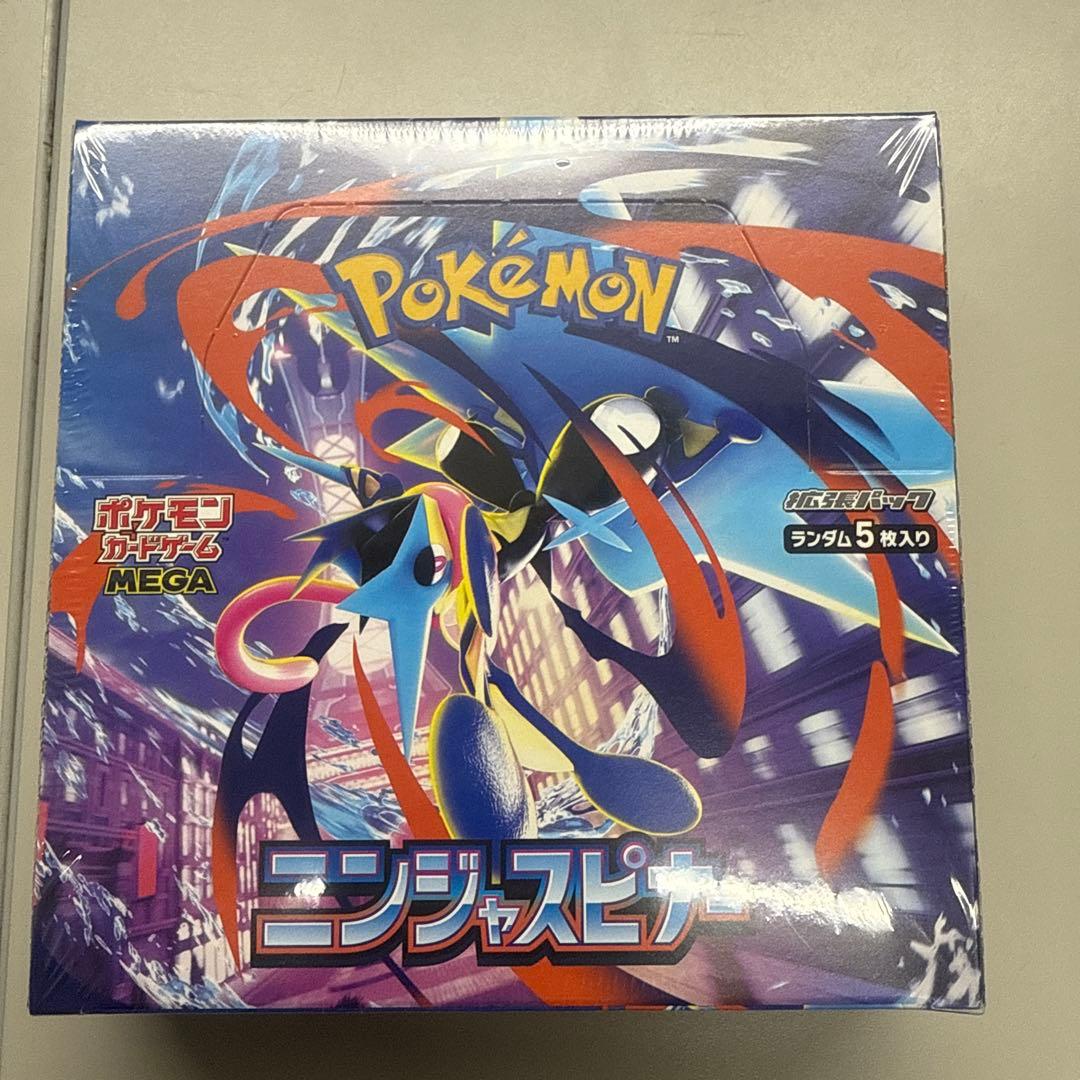 Pokémon
TM
ポケモン
カードゲーム
MEGA
拡張パック
ランダム5枚入り
ニンジャスピナー